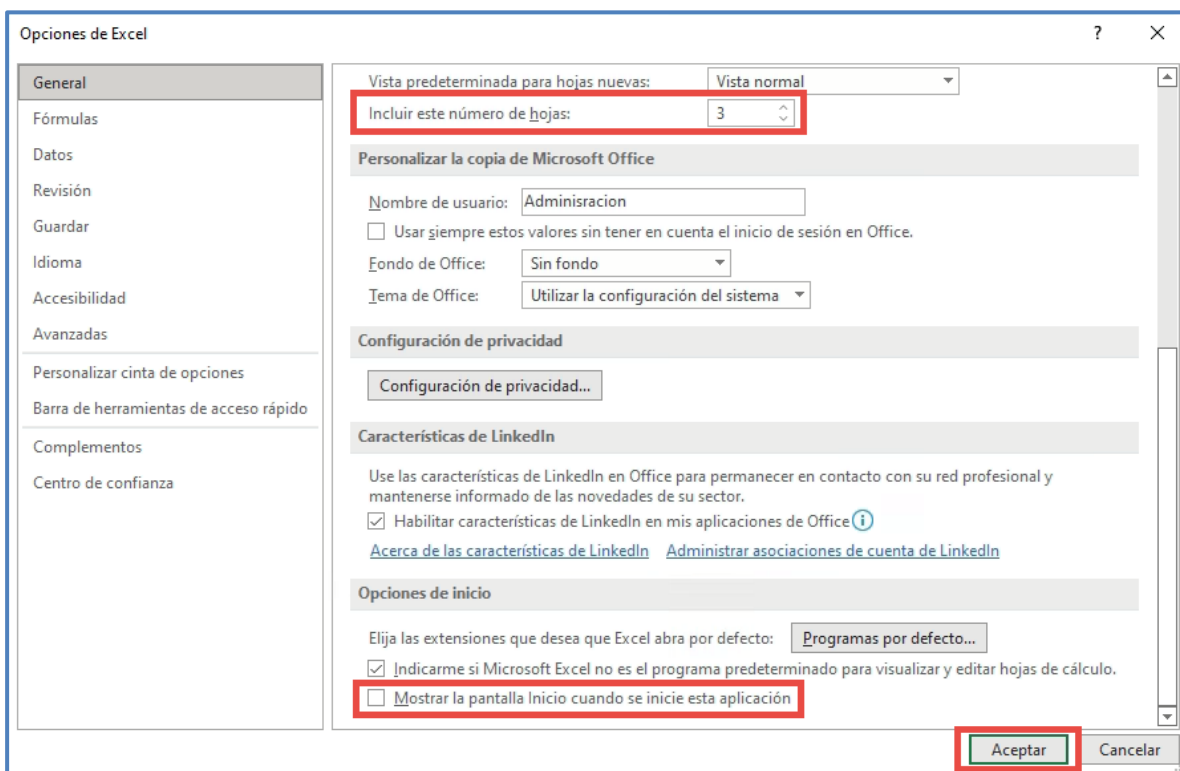 Opciones de Excel ?
General
Fórmulas
Datos
Revisión
Guardar
Idioma
Accesibilidad
Avanzadas
Personalizar cinta de opciones
Barra de herramientas de acceso rápido
Complementos
Centro de confianza
Vista predeterminada para hojas nuevas: Vista normal
Incluir este número de hojas: 3
Personalizar la copia de Microsoft Office
Nombre de usuario: Adminisracion
Usar siempre estos valores sin tener en cuenta el inicio de sesión en Office.
Fondo de Office: Sin fondo
Tema de Office: Utilizar la configuración del sistema
Configuración de privacidad
Configuración de privacidad...
Características de LinkedIn
Use las características de LinkedIn en Office para permanecer en contacto con su red profesional y
mantenerse informado de las novedades de su sector.
Habilitar características de LinkedIn en mis aplicaciones de Office
Acerca de las características de LinkedIn Administrar asociaciones de cuenta de LinkedIn
Opciones de inicio
Elija las extensiones que desea que Excel abra por defecto: Programas por defecto...
Indicarme si Microsoft Excel no es el programa predeterminado para visualizar y editar hojas de cálculo.
Mostrar la pantalla Inicio cuando se inicie esta aplicación
Aceptar Cancelar